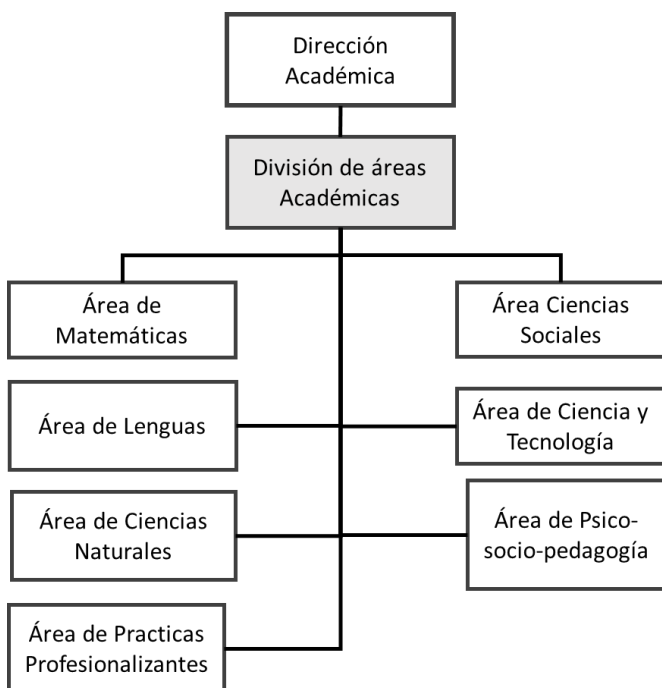 Dirección
Académica
División de áreas
Académicas
Área de
Matemáticas
Área Ciencias
Sociales
Área de Lenguas
Área de Ciencia y
Tecnología
Área de Ciencias
Naturales
Área de Psico-
socio-pedagogía
Área de Practicas
Profesionalizantes